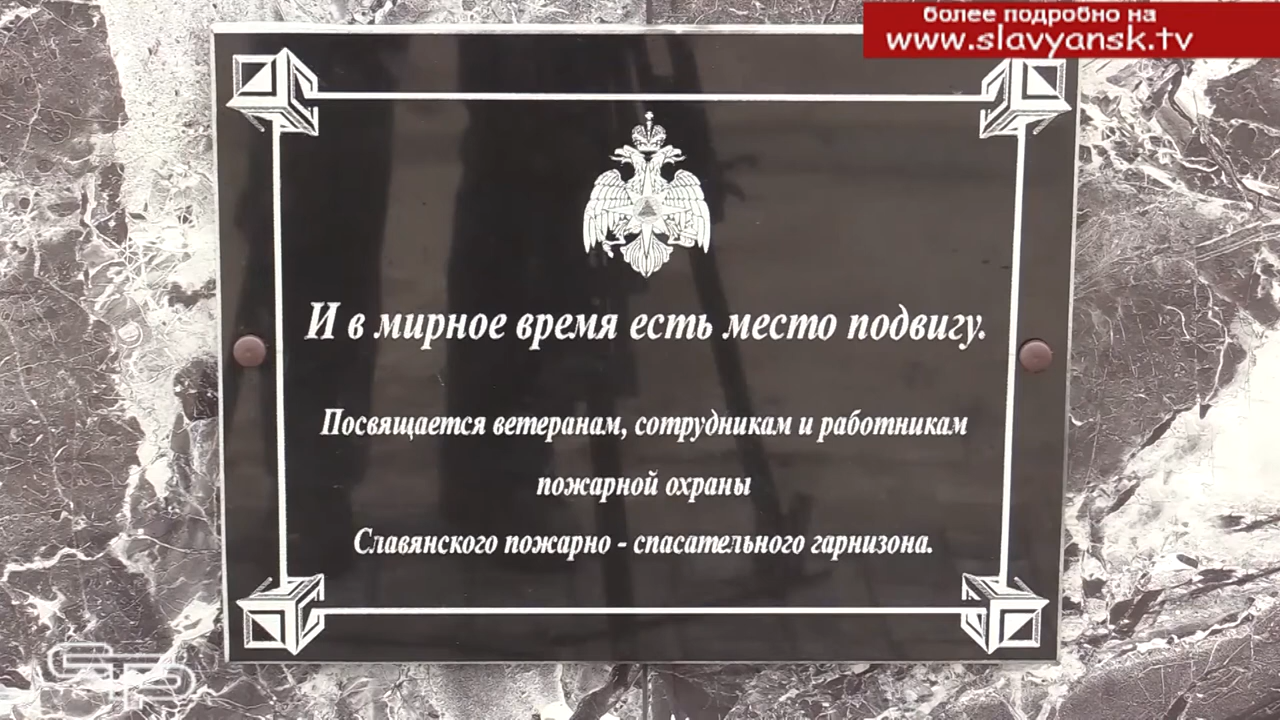 более подробно на
www.slavyansk.tv
И в мирное время есть место подвигу.
Посвящается ветеранам, сотрудникам и работникам
пожарной охраны
Славянского пожарно - спасательного гарнизона.